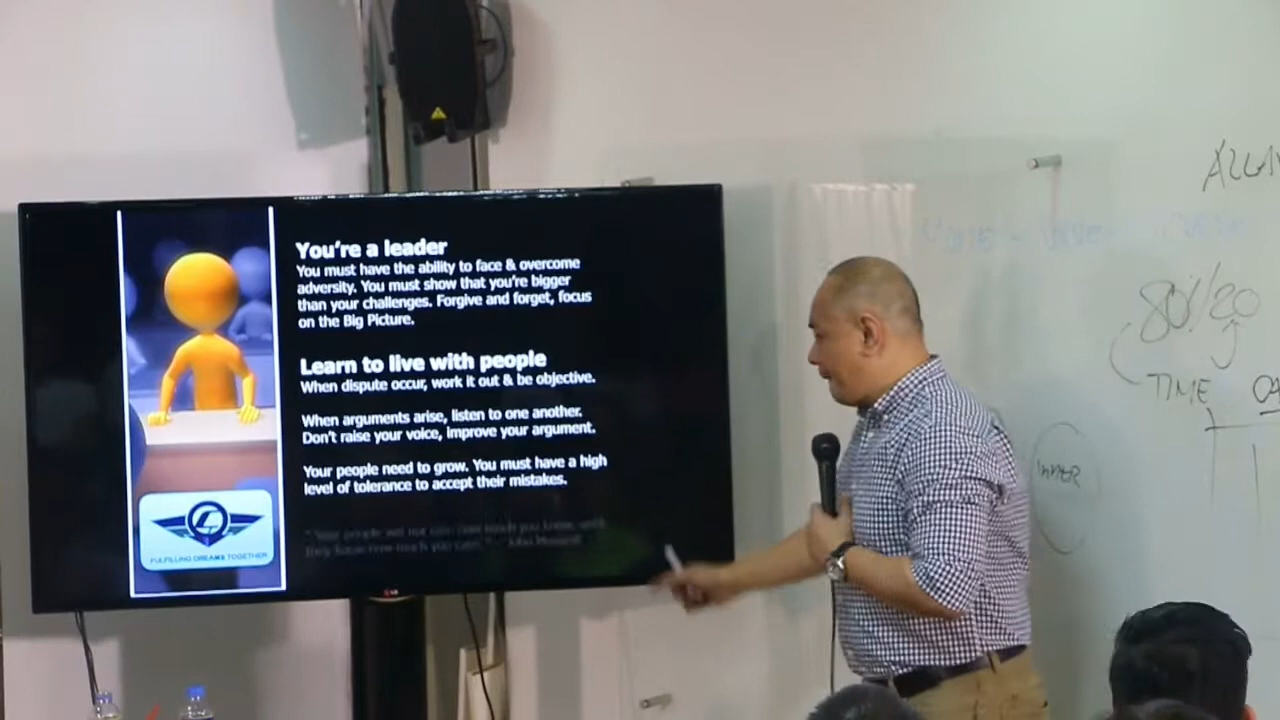 You're a leader
You must have the ability to face & overcome
adversity. You must show that you're bigger
than your challenges. Forgive and forget, focus
on the Big Picture.
Learn to live with people
When dispute occur, work it out & be objective.
When arguments arise, listen to one another.
Don't raise your voice, improve your argument.
Your people need to grow. You must have a high
level of tolerance to accept their mistakes.
FULFILLING DREAMS TOGETHER
LG
80/20
TIME
INNER